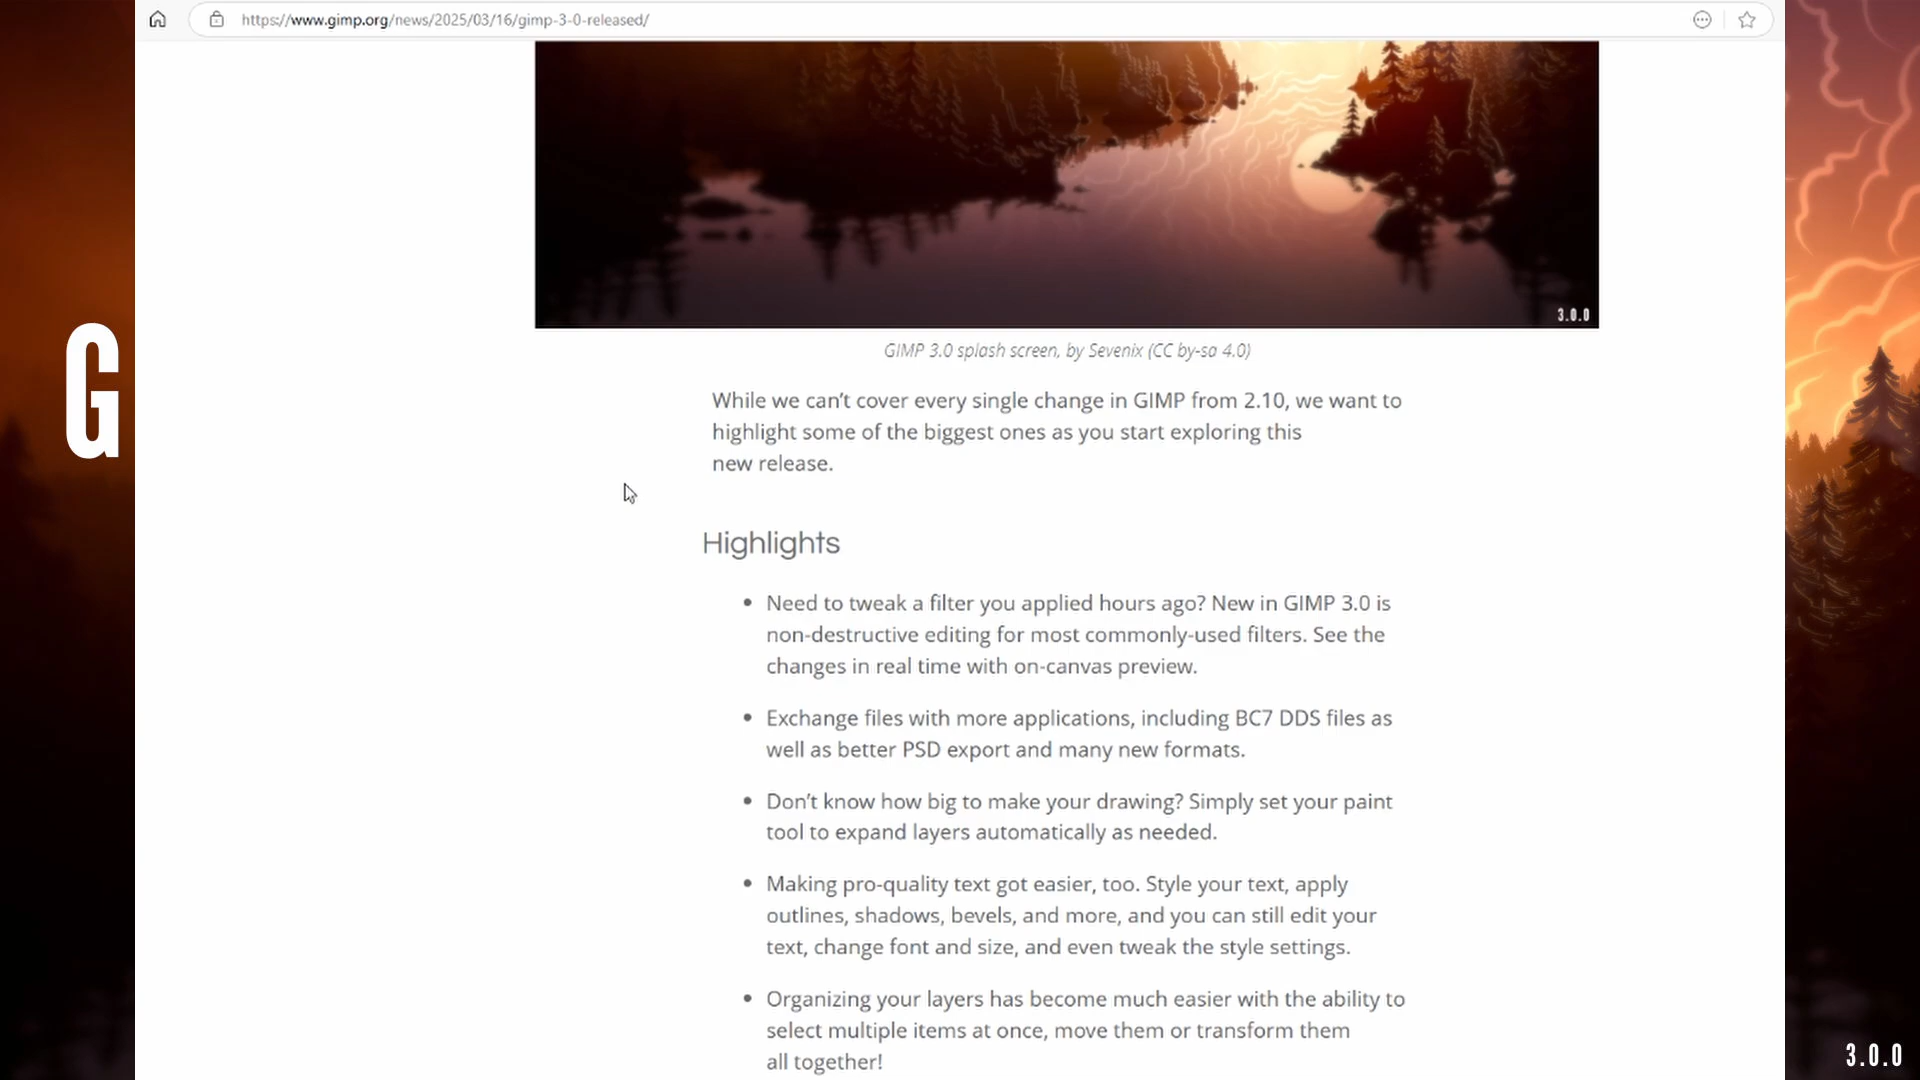 https://www.gimp.org/news/2025/03/16/gimp-3-0-released/
G
3.0.0
GIMP 3.0 splash screen, by Sevenix (CC by-sa 4.0)
While we can’t cover every single change in GIMP from 2.10, we want to
highlight some of the biggest ones as you start exploring this
new release.
Highlights
• Need to tweak a filter you applied hours ago? New in GIMP 3.0 is
non-destructive editing for most commonly-used filters. See the
changes in real time with on-canvas preview.
• Exchange files with more applications, including BC7 DDS files as
well as better PSD export and many new formats.
• Don’t know how big to make your drawing? Simply set your paint
tool to expand layers automatically as needed.
• Making pro-quality text got easier, too. Style your text, apply
outlines, shadows, bevels, and more, and you can still edit your
text, change font and size, and even tweak the style settings.
• Organizing your layers has become much easier with the ability to
select multiple items at once, move them or transform them
all together!
3.0.0